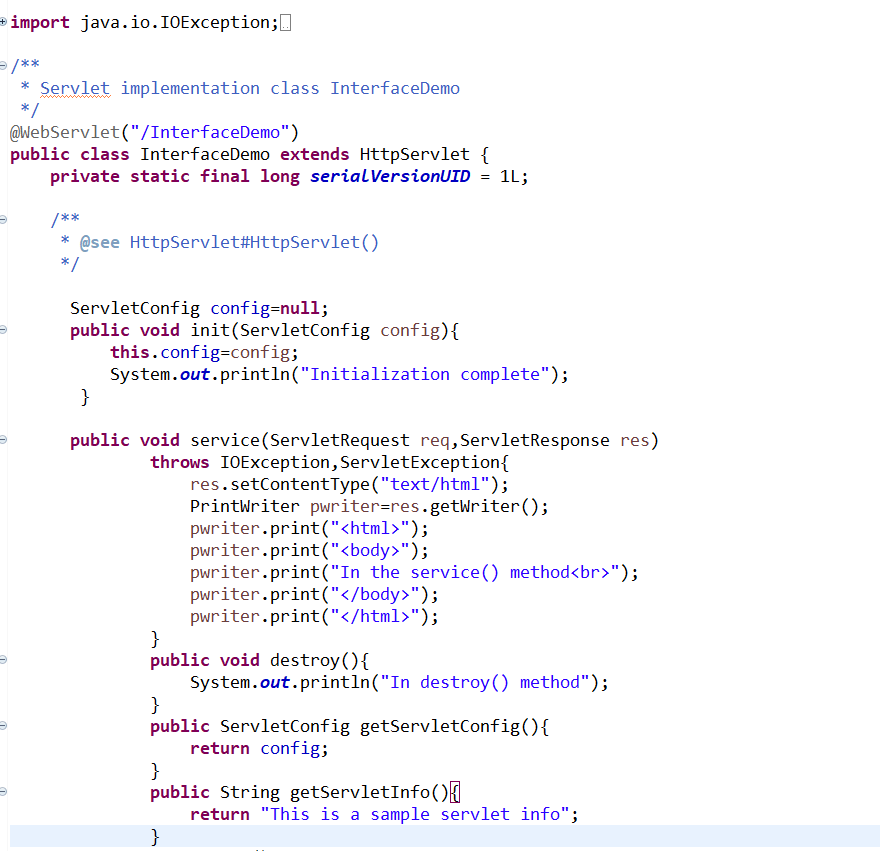 import java.io.IOException;
/**
 * Servlet implementation class InterfaceDemo
 */
@WebServlet("/InterfaceDemo")
public class InterfaceDemo extends HttpServlet {
    private static final long serialVersionUID = 1L;
    /**
     * @see HttpServlet#HttpServlet()
     */
      ServletConfig config=null;
      public void init(ServletConfig config){
          this.config=config;
          System.out.println("Initialization complete");
       }
      public void service(ServletRequest req,ServletResponse res)
              throws IOException,ServletException{
                  res.setContentType("text/html");
                  PrintWriter pwriter=res.getWriter();
                  pwriter.print("<html>");
                  pwriter.print("<body>");
                  pwriter.print("In the service() method<br>");
                  pwriter.print("</body>");
                  pwriter.print("</html>");
              }
              public void destroy(){
                  System.out.println("In destroy() method");
              }
              public ServletConfig getServletConfig(){
                  return config;
              }
              public String getServletInfo(){
                  return "This is a sample servlet info";
              }